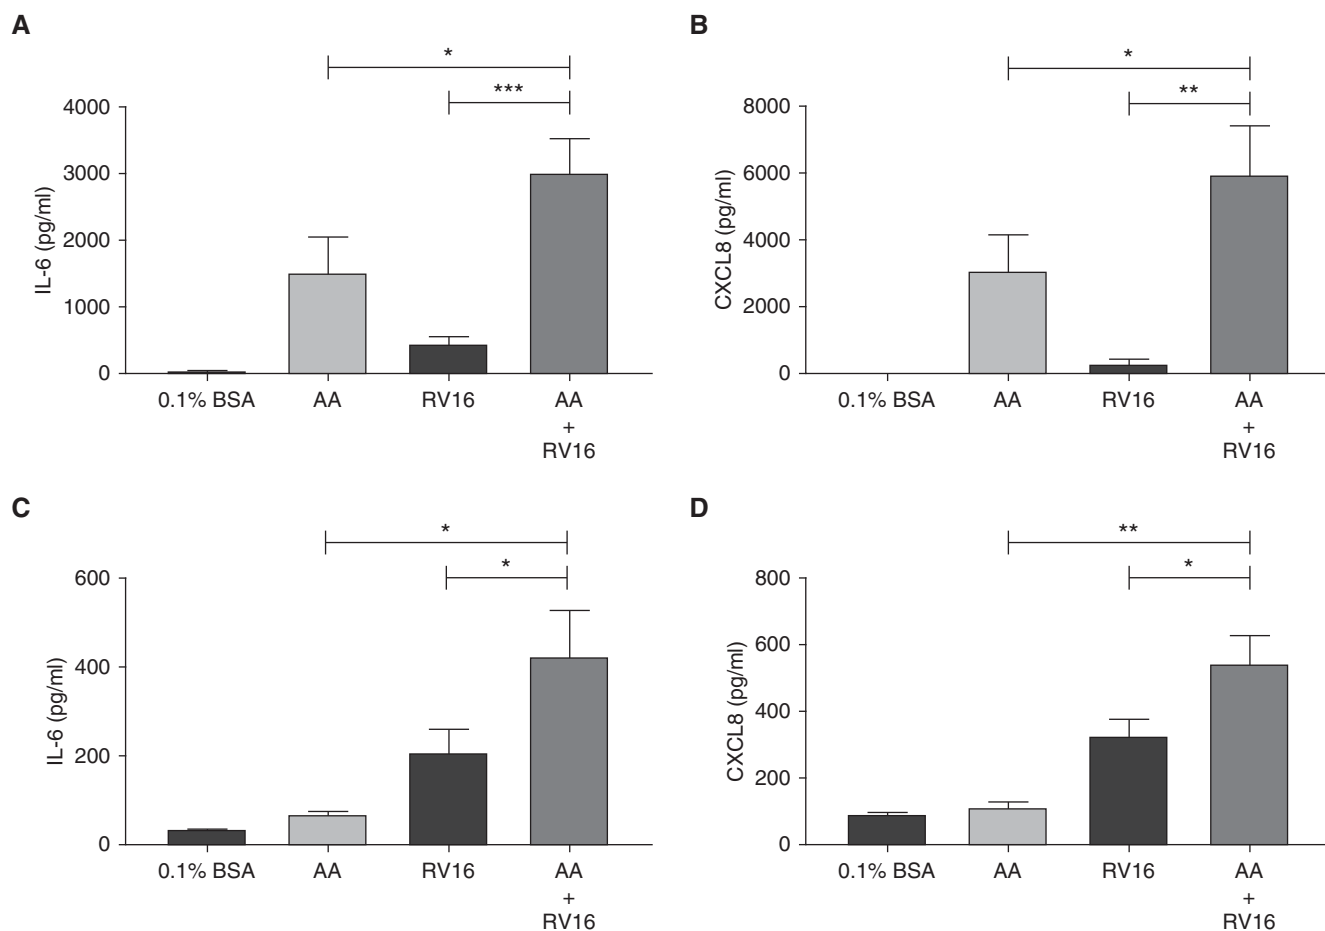 A
*
***
4000
3000
2000
1000
0
IL-6 (pg/ml)
0.1% BSA AA RV16 AA
+
RV16
B
*
**
8000
6000
4000
2000
0
CXCL8 (pg/ml)
0.1% BSA AA RV16 AA
+
RV16
C
*
*
600
400
200
0
IL-6 (pg/ml)
0.1% BSA AA RV16 AA
+
RV16
D
**
*
800
600
400
200
0
CXCL8 (pg/ml)
0.1% BSA AA RV16 AA
+
RV16